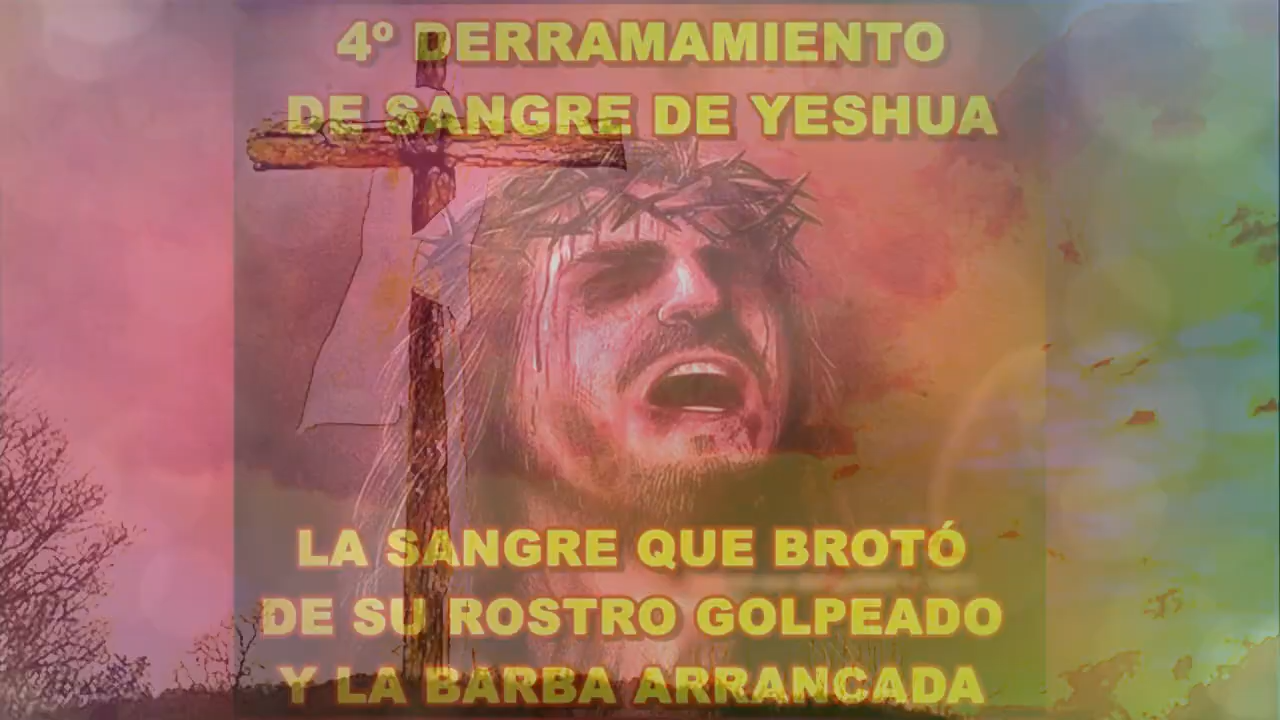 4º DERRAMAMIENTO
DE SANGRE DE YESHUA
LA SANGRE QUE BROTÓ
DE SU ROSTRO GOLPEADO
Y LA BARBA ARRANCADA